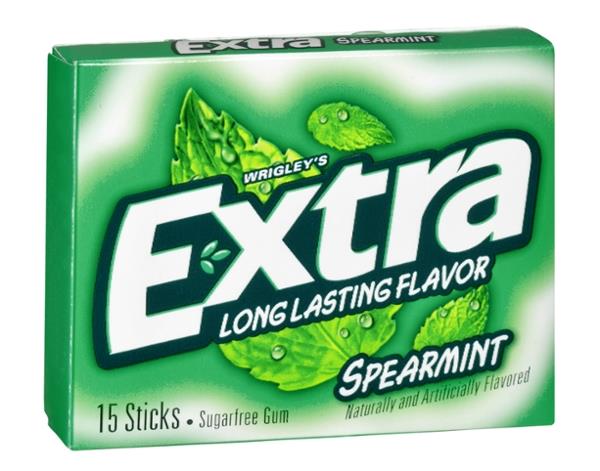 Extra SPEARMINT
WRIGLEY'S
Extra
LONG LASTING FLAVOR
SPEARMINT
Naturally and Artificially Flavored
15 Sticks • Sugarfree Gum